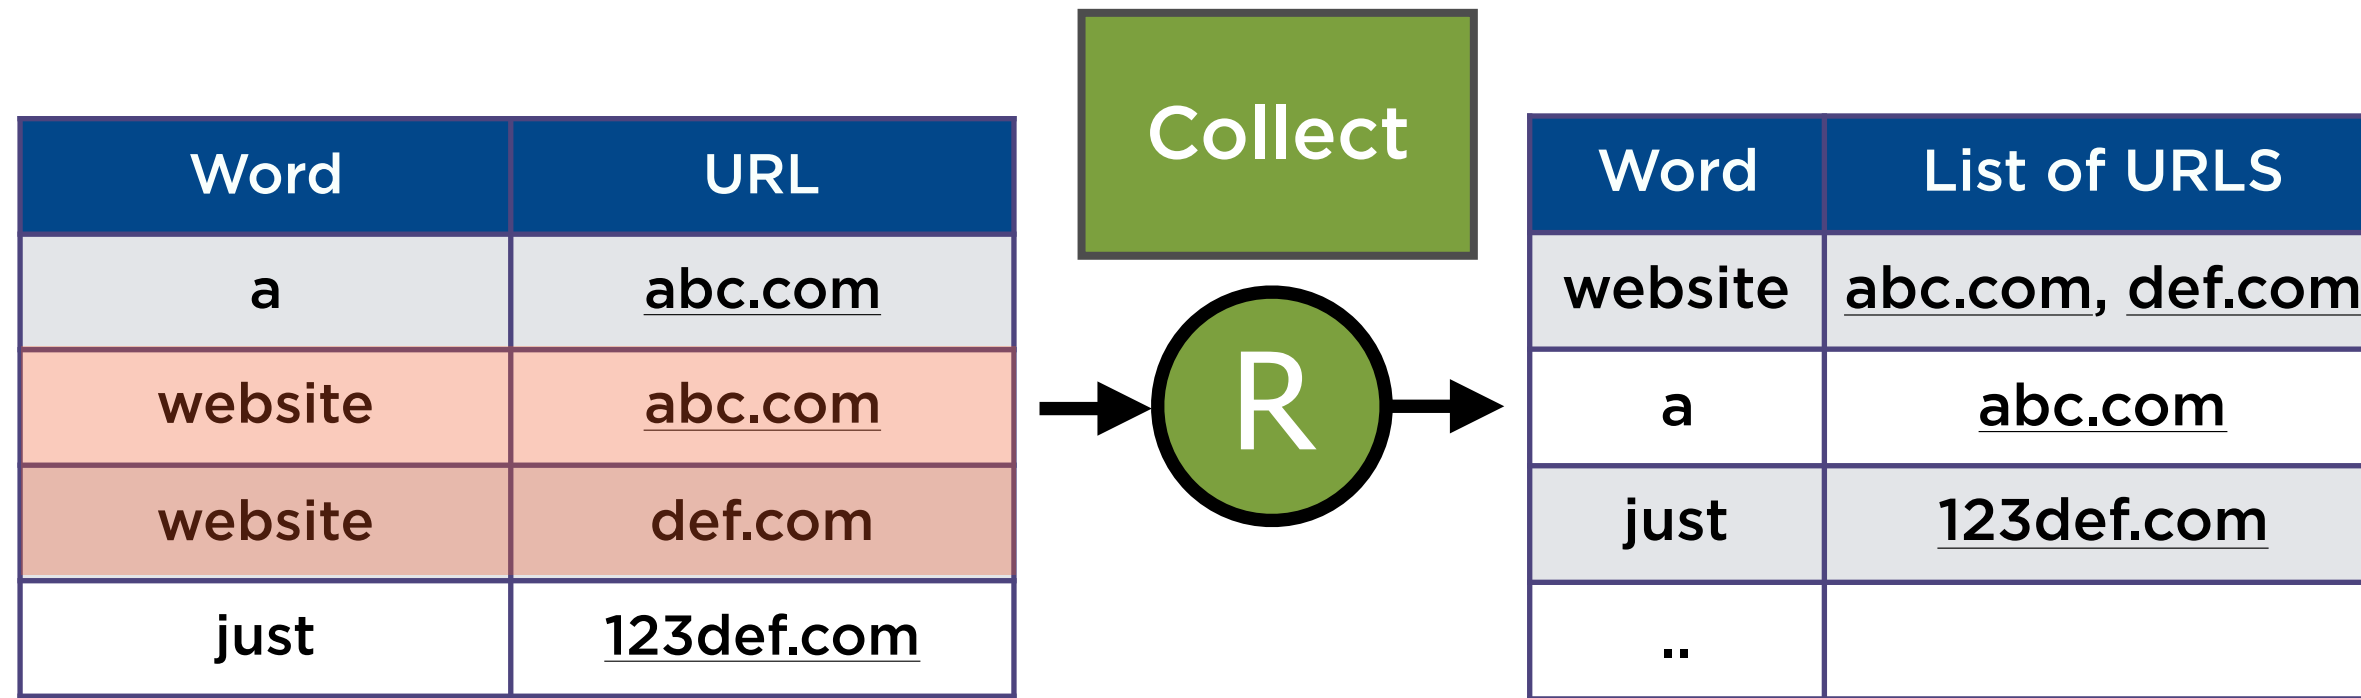 Word URL
a abc.com
website abc.com
website def.com
just 123def.com
Collect
R
Word List of URLS
website abc.com, def.com
a abc.com
just 123def.com
..